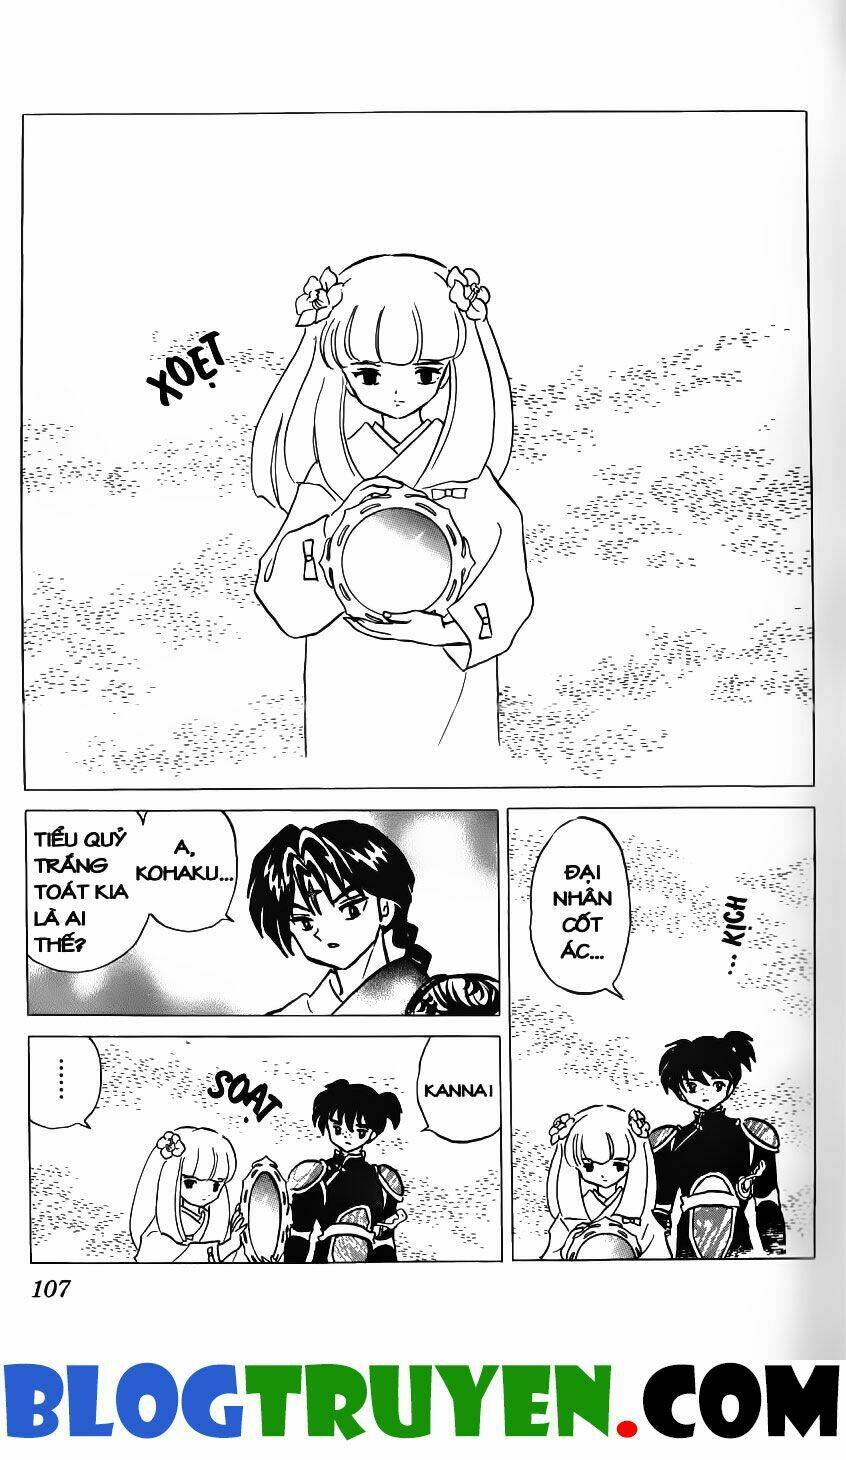 XOẸT
ĐẠI
NHÂN
CỐT
ÁC...
... KỊCH
A,
KOHAKU...
TIỂU QUỶ
TRẮNG
TOÁT KIA
LÀ AI
THẾ?
KANNA!
SOẠT
......
107
BLOGTRUYEN.COM